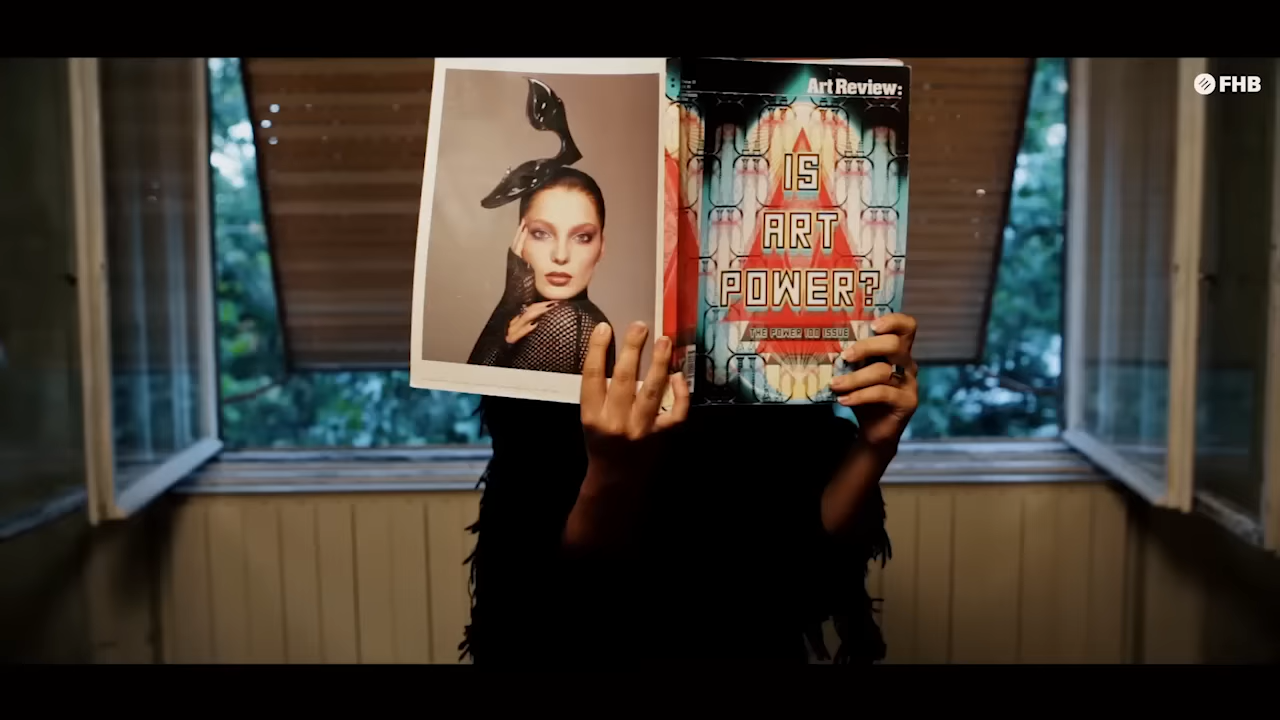 FHB
Art Review:
IS
ART
POWER?
THE POWER 100 ISSUE